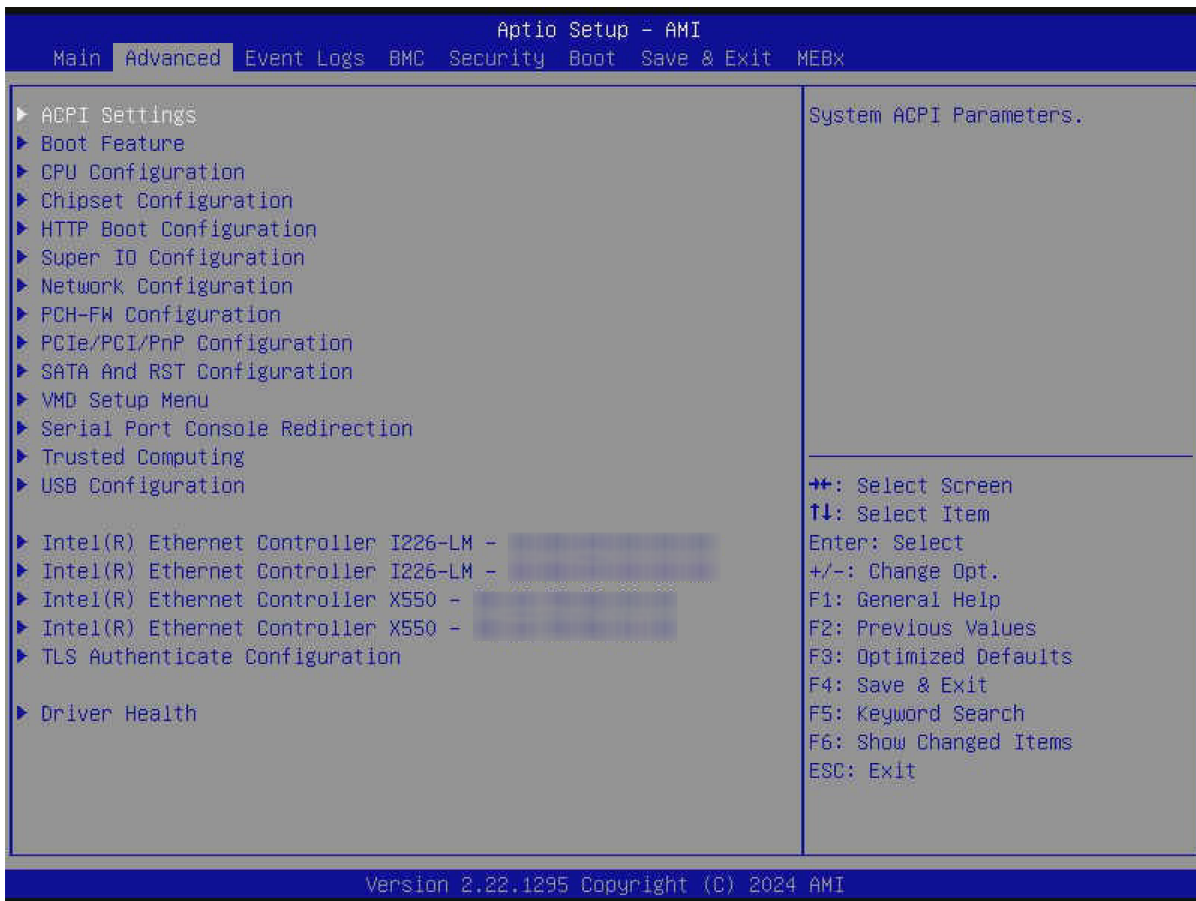 Aptio Setup – AMI
Main Advanced Event Logs BMC Security Boot Save & Exit MEBx
▶ ACPI Settings
▶ Boot Feature
▶ CPU Configuration
▶ Chipset Configuration
▶ HTTP Boot Configuration
▶ Super IO Configuration
▶ Network Configuration
▶ PCH-FW Configuration
▶ PCIe/PCI/PnP Configuration
▶ SATA And RST Configuration
▶ VMD Setup Menu
▶ Serial Port Console Redirection
▶ Trusted Computing
▶ USB Configuration
▶ Intel(R) Ethernet Controller I226-LM -
▶ Intel(R) Ethernet Controller I226-LM -
▶ Intel(R) Ethernet Controller X550 -
▶ Intel(R) Ethernet Controller X550 -
▶ TLS Authenticate Configuration
▶ Driver Health
System ACPI Parameters.
→←: Select Screen
↑↓: Select Item
Enter: Select
+/-: Change Opt.
F1: General Help
F2: Previous Values
F3: Optimized Defaults
F4: Save & Exit
F5: Keyword Search
F6: Show Changed Items
ESC: Exit
Version 2.22.1295 Copyright (C) 2024 AMI